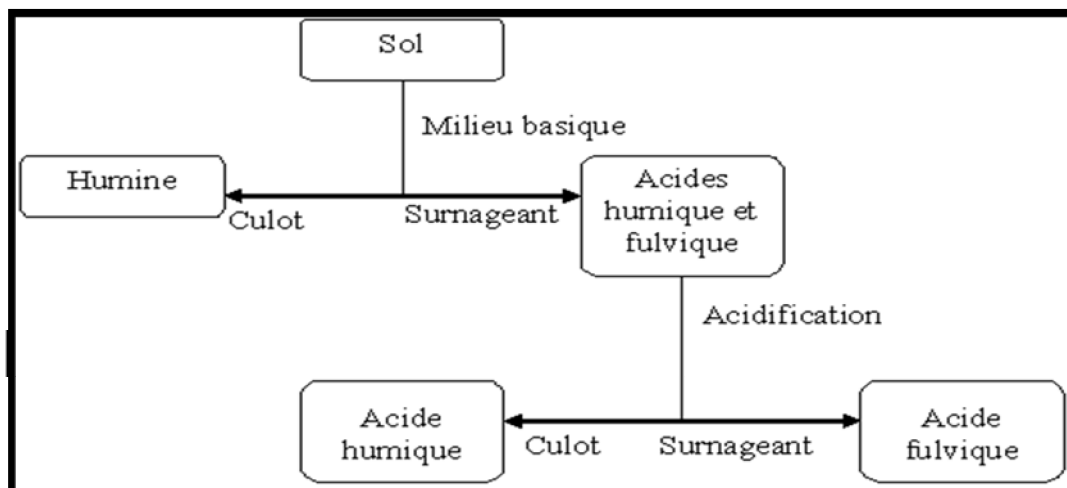 Sol
Milieu basique
Humine
Acides
humique et
fulvique
Culot
Surnageant
Acidification
Acide
humique
Culot
Surnageant
Acide
fulvique